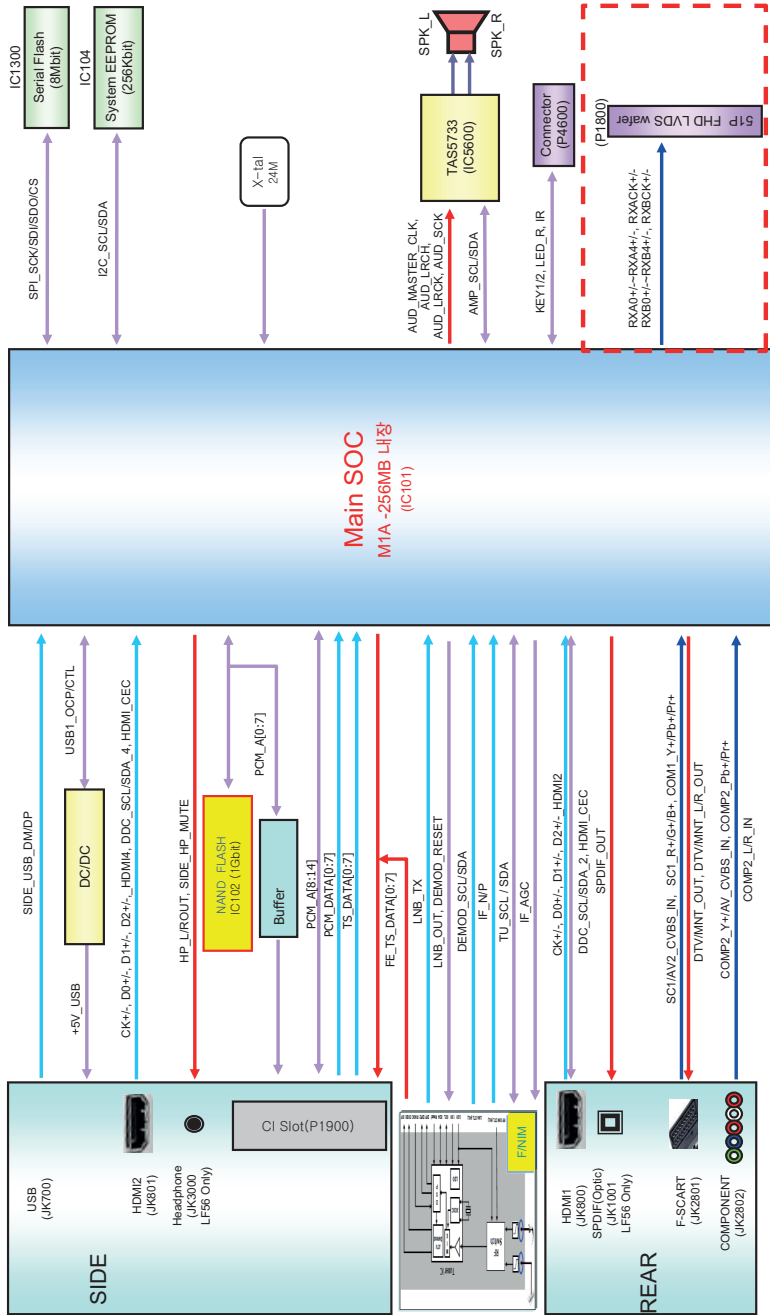 IC1300
Serial Flash
(8Mbit)
IC104
System EEPROM
(256Kbit)
X-tal
24M
SPK_L
SPK_R
TAS5733
(IC5600)
Connector
(P4600)
(P1800)
51P FHD LVDS wafer
SPI_SCK/SDI/SDO/CS
I2C_SCL/SDA
AUD_MASTER_CLK,
AUD_LRCH,
AUD_LRCK, AUD_SCK
AMP_SCL/SDA
KEY1/2, LED_R, IR
RXA0+/-~RXA4+/-, RXACK+/-
RXB0+/-~RXB4+/-, RXBCK+/-
Main SOC
M1A -256MB 내장
(IC101)
SIDE_USB_DM/DP
USB1_OCP/CTL
DC/DC
+5V_USB
CK+/-, D0+/-, D1+/-, D2+/-_HDMI4, DDC_SCL/SDA_4, HDMI_CEC
HP_L/ROUT, SIDE_HP_MUTE
NAND FLASH
IC102 (1Gbit)
PCM_A[0:7]
Buffer
PCM_A[8:14]
PCM_DATA[0:7]
TS_DATA[0:7]
FE_TS_DATA[0:7]
LNB_TX
LNB_OUT, DEMOD_RESET
DEMOD_SCL/SDA
IF_N/P
TU_SCL / SDA
IF_AGC
CK+/-, D0+/-, D1+/-, D2+/-_HDMI2
DDC_SCL/SDA_2, HDMI_CEC
SPDIF_OUT
SC1/AV2_CVBS_IN, SC1_R+/G+/B+, COM1_Y+/Pb+/Pr+
DTV/MNT_OUT, DTV/MNT_L/R_OUT
COMP2_Y+/AV_CVBS_IN, COMP2_Pb+/Pr+
COMP2_L/R_IN
SIDE
USB
(JK700)
HDMI2
(JK801)
Headphone
(JK3000
LF56 Only)
CI Slot(P1900)
F/NIM
Tuner IC
Switch
REAR
HDMI1
(JK800)
SPDIF(Optic)
(JK1001
LF56 Only)
F-SCART
(JK2801)
COMPONENT
(JK2802)